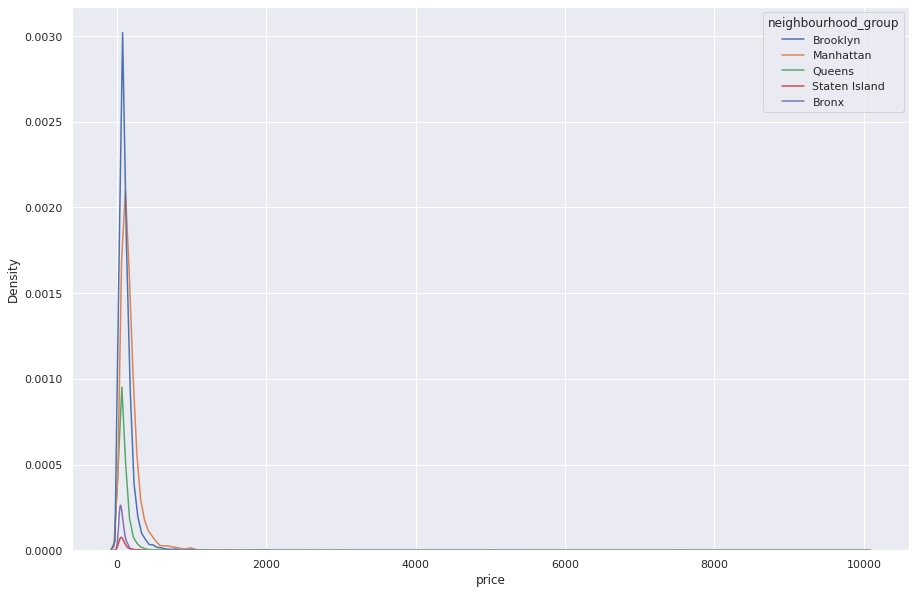 neighbourhood_group
Brooklyn
Manhattan
Queens
Staten Island
Bronx
0.0030
0.0025
0.0020
0.0015
0.0010
0.0005
0.0000
Density
0
2000
4000
6000
8000
10000
price